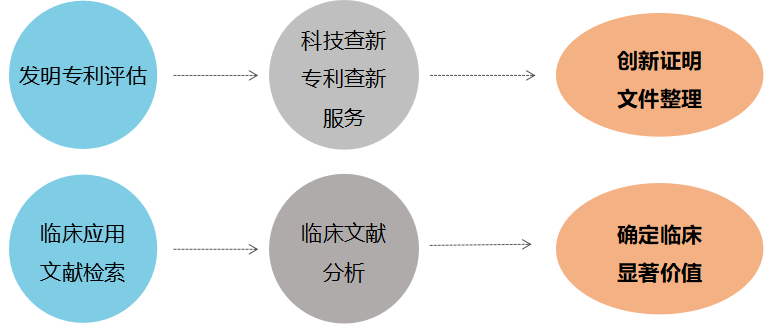 发明专利评估
科技查新
专利查新
服务
创新证明
文件整理
临床应用
文献检索
临床文献
分析
确定临床
显著价值